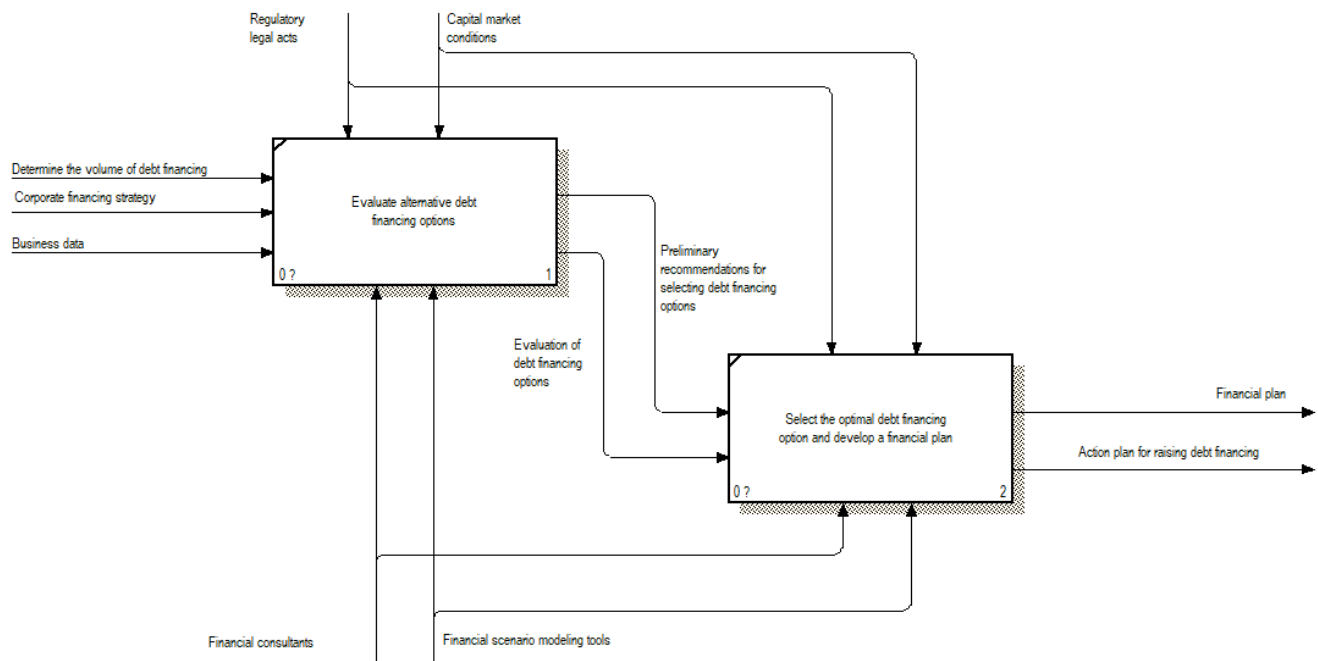 Regulatory
legal acts
Capital market
conditions
Determine the volume of debt financing
Corporate financing strategy
Business data
Evaluate alternative debt
financing options
0 ?
1
Preliminary
recommendations for
selecting debt financing
options
Evaluation of
debt financing
options
Select the optimal debt financing
option and develop a financial plan
0 ?
2
Financial plan
Action plan for raising debt financing
Financial consultants
Financial scenario modeling tools